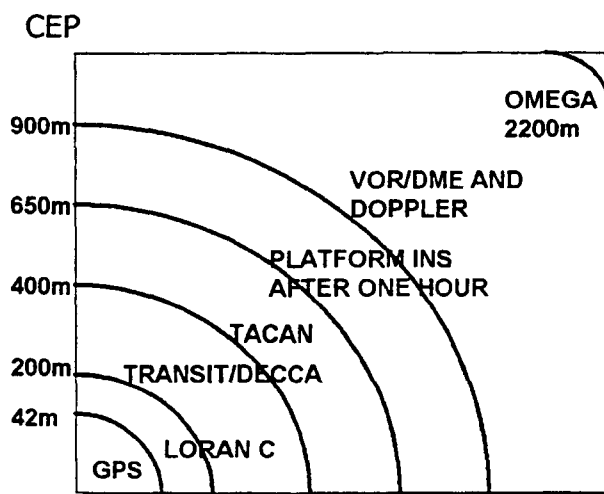 CEP
OMEGA
2200m
900m
VOR/DME AND
DOPPLER
650m
PLATFORM INS
AFTER ONE HOUR
400m
TACAN
200m
TRANSIT/DECCA
42m
LORAN C
GPS